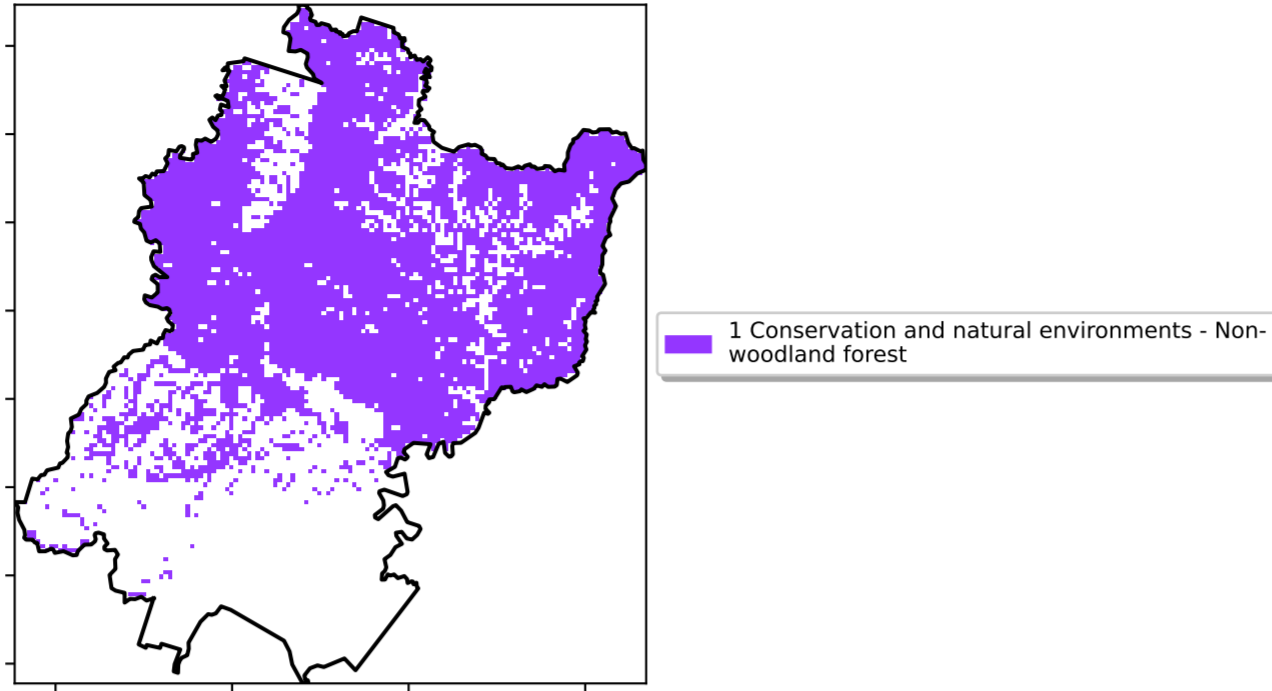 1 Conservation and natural environments - Non-
woodland forest